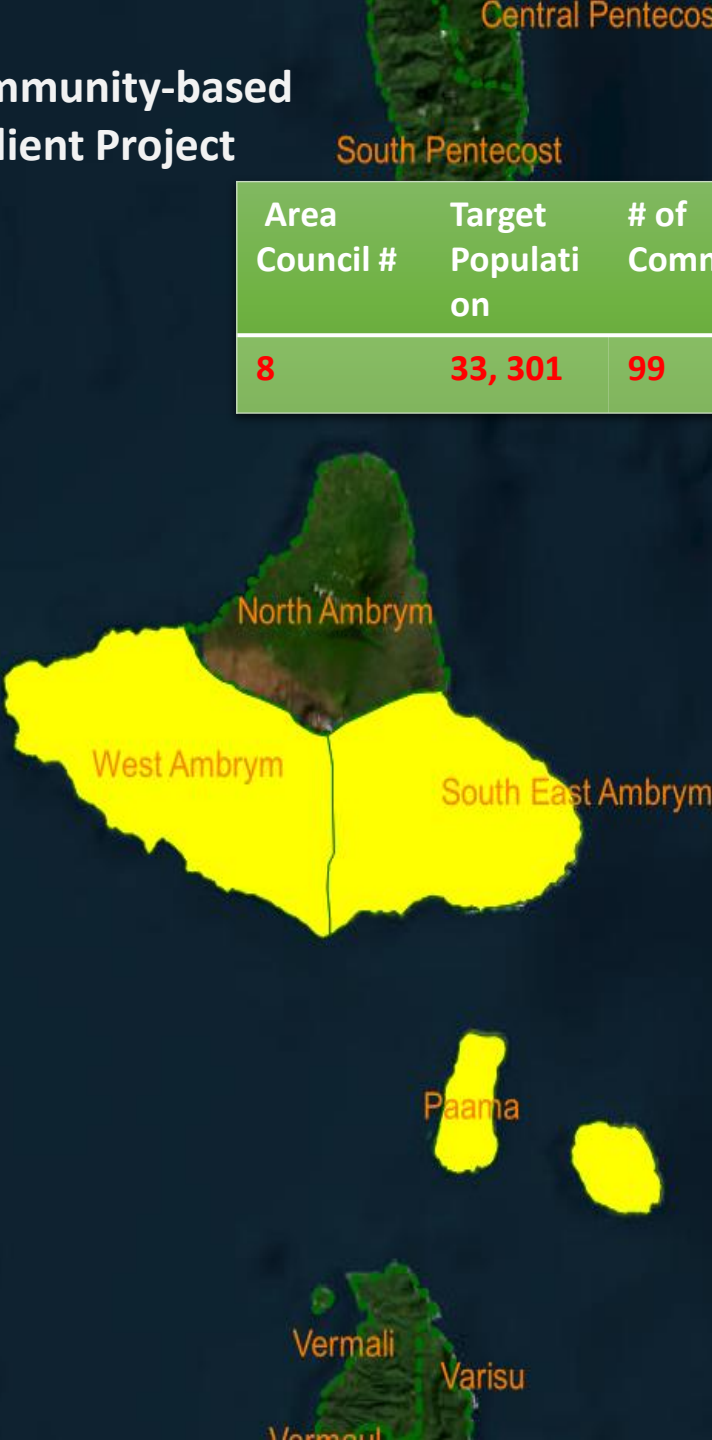 Central Pentecos
mmunity-based
lient Project
South Pentecost
Area Council #
Target Populati on
# of Comm
8
33, 301
99
North Ambrym
West Ambrym
South East Ambrym
Paama
Vermali
Varisu
Vermaul